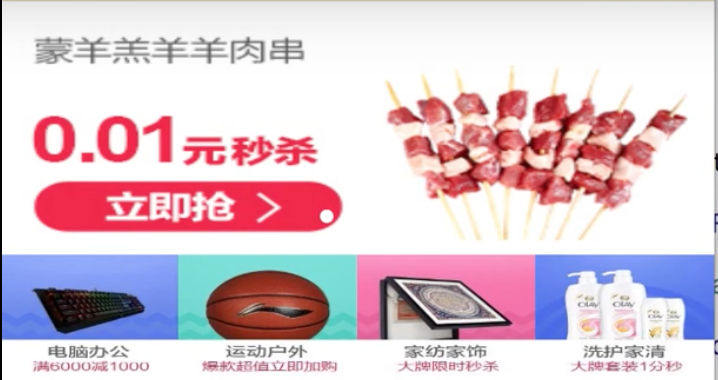 蒙羊羔羊羊肉串
0.01元秒杀
立即抢 >
OLAY OLAY
电脑办公 运动户外 家纺家饰 洗护家清
满6000减1000 爆款超值立即加购 大牌限时秒杀 大牌套装1分秒